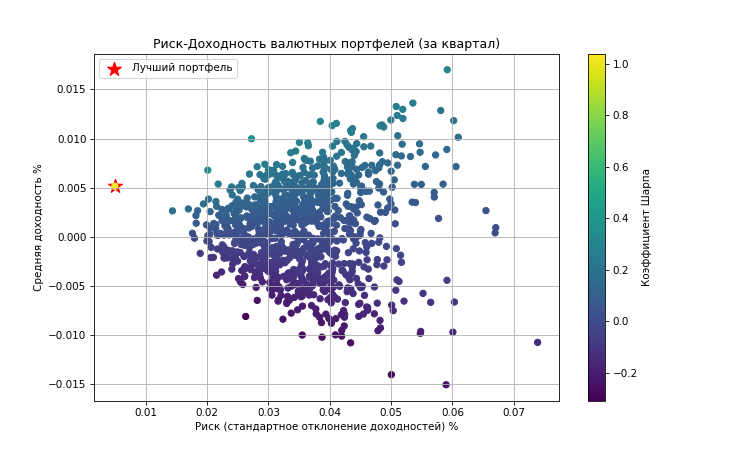 Риск-Доходность валютных портфелей (за квартал)
Лучший портфель
Средняя доходность %
0.015
0.010
0.005
0.000
−0.005
−0.010
−0.015
0.01 0.02 0.03 0.04 0.05 0.06 0.07
Риск (стандартное отклонение доходностей) %
1.0
0.8
0.6
0.4
0.2
0.0
−0.2
Коэффициент Шарпа